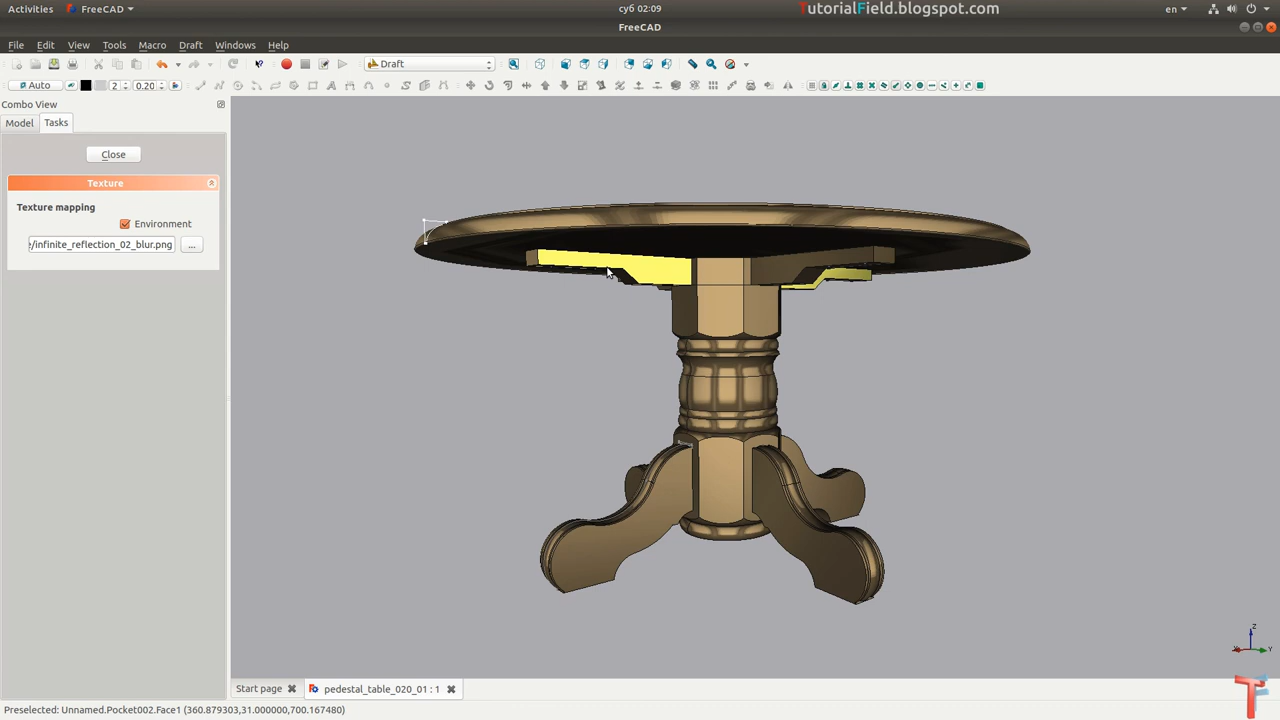 Activities FreeCAD суб 02:09 TutorialField.blogspot.com en
FreeCAD
File Edit View Tools Macro Draft Windows Help
Draft
Auto 2 0.20
Combo View
Model Tasks
Close
Texture
Texture mapping
Environment
:/infinite_reflection_02_blur.png ...
Z
X Y
Start page pedestal_table_020_01 : 1
TF
Preselected: Unnamed.Pocket002.Face1 (360.879303,31.000000,700.167480)